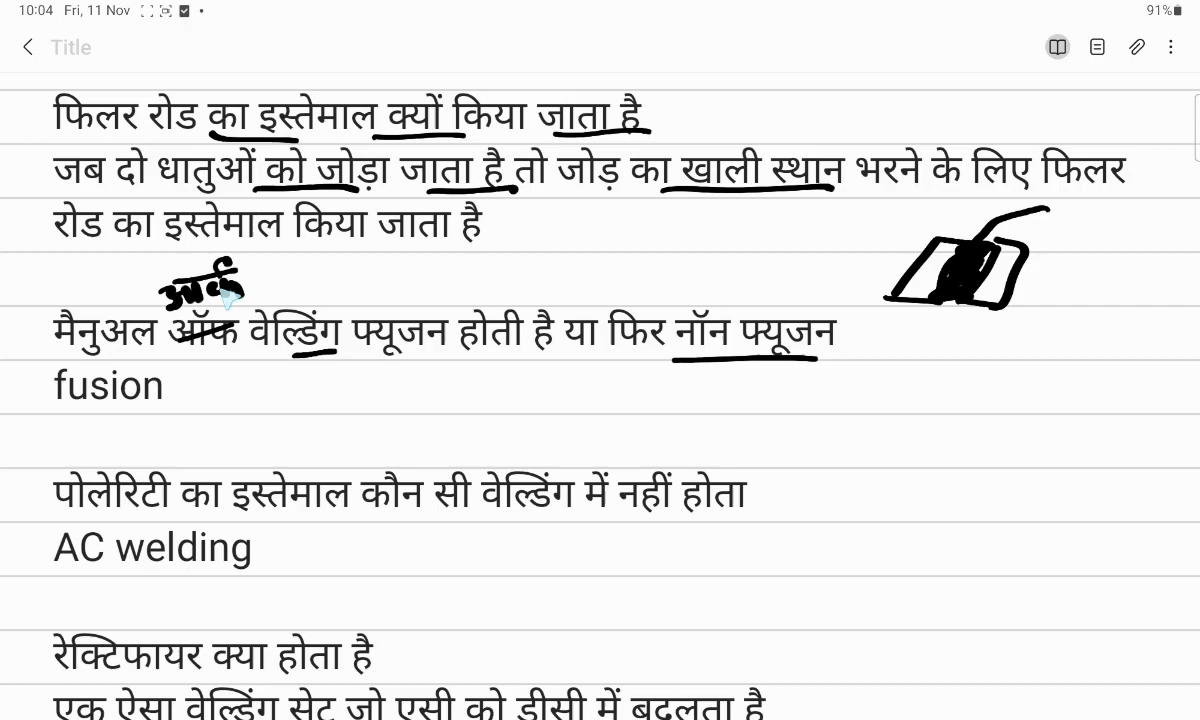 10:04 Fri, 11 Nov 91%
Title
फिलर रोड का इस्तेमाल क्यों किया जाता है
जब दो धातुओं को जोड़ा जाता है तो जोड़ का खाली स्थान भरने के लिए फिलर
रोड का इस्तेमाल किया जाता है
आर्क
मैनुअल ऑफ वेल्डिंग फ्यूजन होती है या फिर नॉन फ्यूजन
fusion
पोलेरिटी का इस्तेमाल कौन सी वेल्डिंग में नहीं होता
AC welding
रेक्टिफायर क्या होता है
एक ऐसा वेल्डिंग सेट जो एसी को डीसी में बदलता है